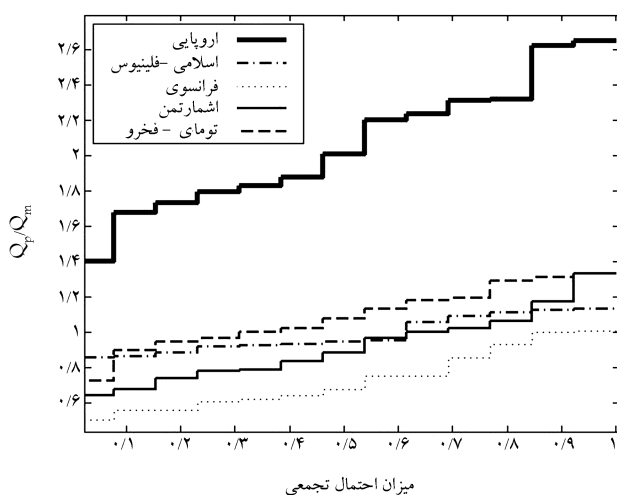 اروپایی
اسلامی - فلینیوس
فرانسوی
اشمارتمن
تومای - فخرو
۲/۶
۲/۴
۲/۲
۲
۱/۸
۱/۶
۱/۴
۱/۲
۱
۰/۸
۰/۶
Qp/Qm
۰/۱ ۰/۲ ۰/۳ ۰/۴ ۰/۵ ۰/۶ ۰/۷ ۰/۸ ۰/۹ ۱
میزان احتمال تجمعی